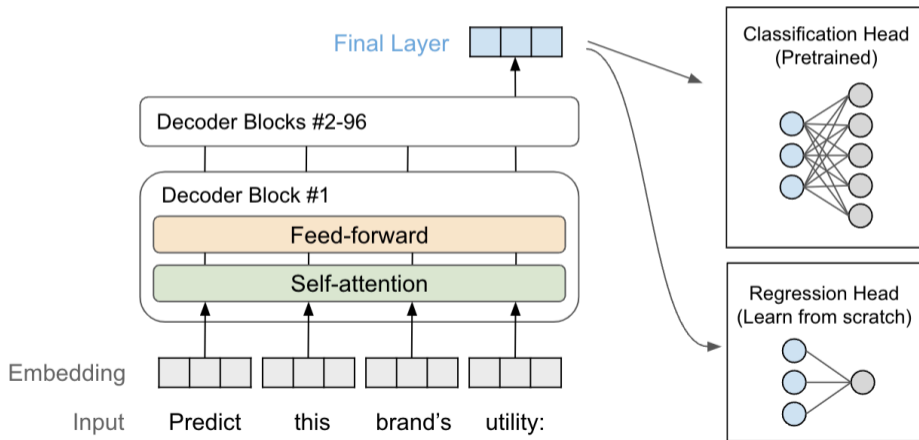 Final Layer
Decoder Blocks #2-96
Decoder Block #1
Feed-forward
Self-attention
Embedding
Input Predict this brand's utility:
Classification Head
(Pretrained)
Regression Head
(Learn from scratch)